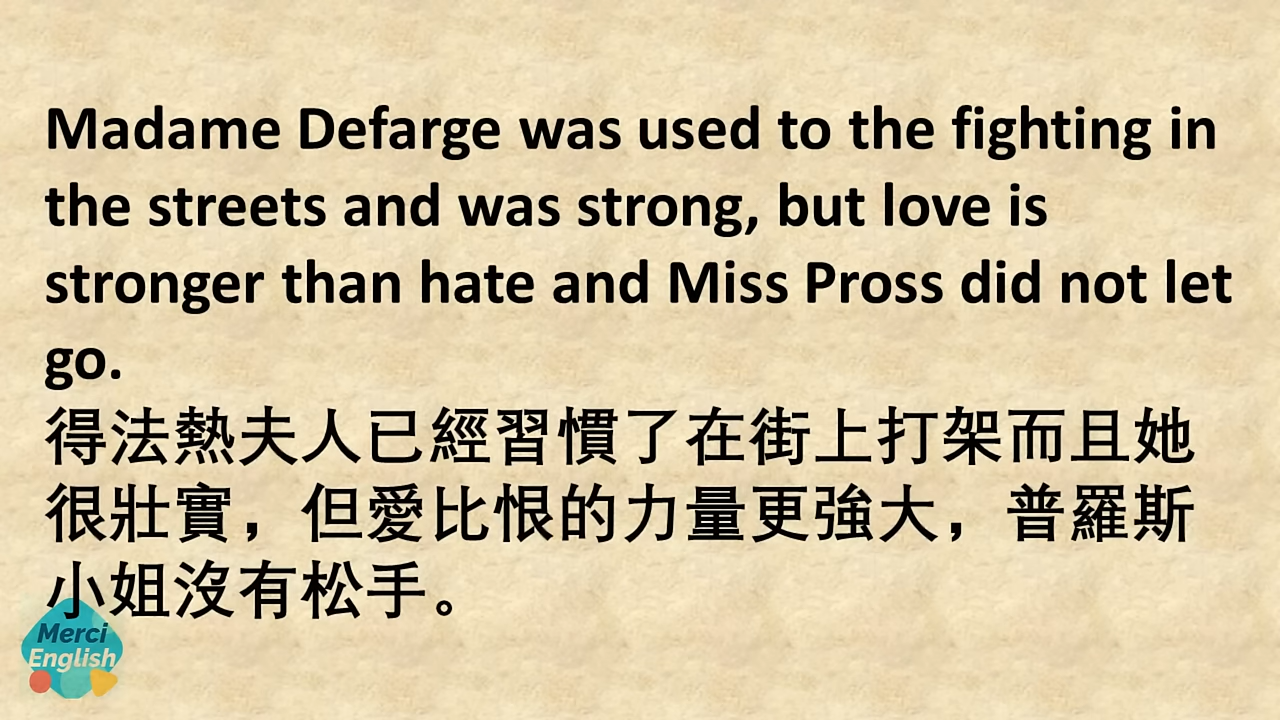 Madame Defarge was used to the fighting in
the streets and was strong, but love is
stronger than hate and Miss Pross did not let
go.
得法熱夫人已經習慣了在街上打架而且她
很壯實，但愛比恨的力量更強大，普羅斯
小姐沒有松手。
Merci
English